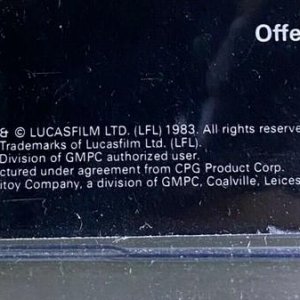 Offe
& © LUCASFILM LTD. (LFL) 1983. All rights reserve
Trademarks of Lucasfilm Ltd. (LFL).
Division of GMPC authorized user.
ctured under agreement from CPG Product Corp.
itoy Company, a division of GMPC, Coalville, Leices